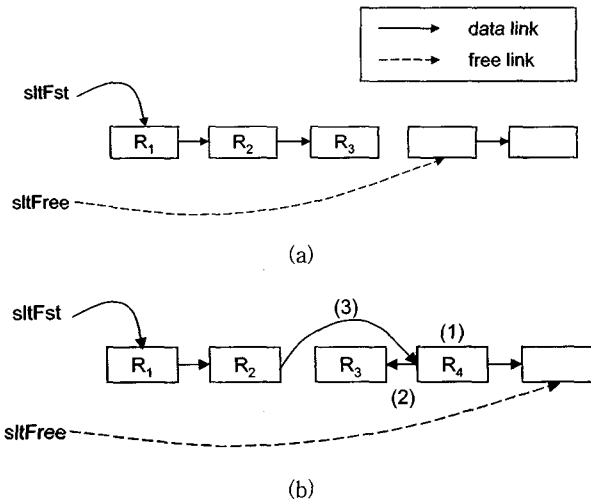 data link
free link
sltFst
R₁ R₂ R₃
sltFree
(a)
(3)
sltFst
(1)
R₁ R₂ R₃ R₄
(2)
sltFree
(b)